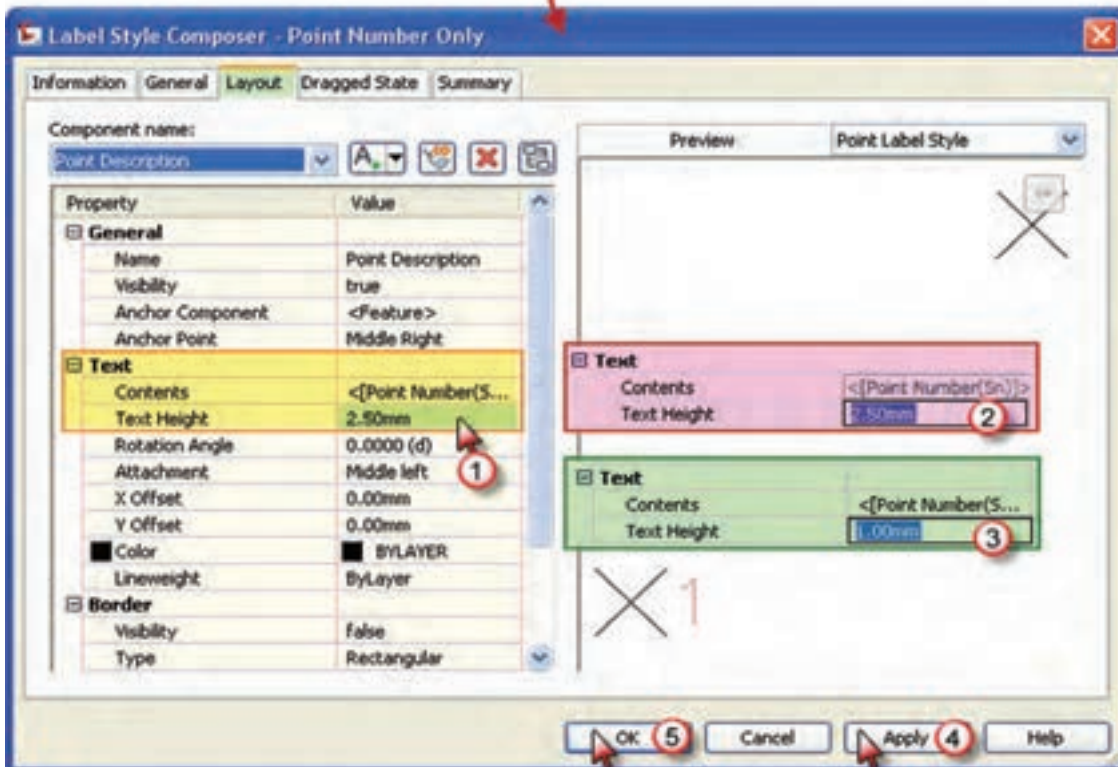 Label Style Composer - Point Number Only
Information General Layout Dragged State Summary
Component name:
Point Description
Preview Point Label Style
Property Value
General
Name Point Description
Visibility true
Anchor Component <Feature>
Anchor Point Middle Right
Text
Contents <[Point Number(S...
Text Height 2.50mm
1
Rotation Angle 0.0000 (d)
Attachment Middle left
X Offset 0.00mm
Y Offset 0.00mm
Color BYLAYER
Lineweight ByLayer
Border
Visibility false
Type Rectangular
Text
Contents <[Point Number(Sn)]>
Text Height 2.50mm 2
Text
Contents <[Point Number(S...
Text Height 1.00mm 3
1
OK 5 Cancel Apply 4 Help